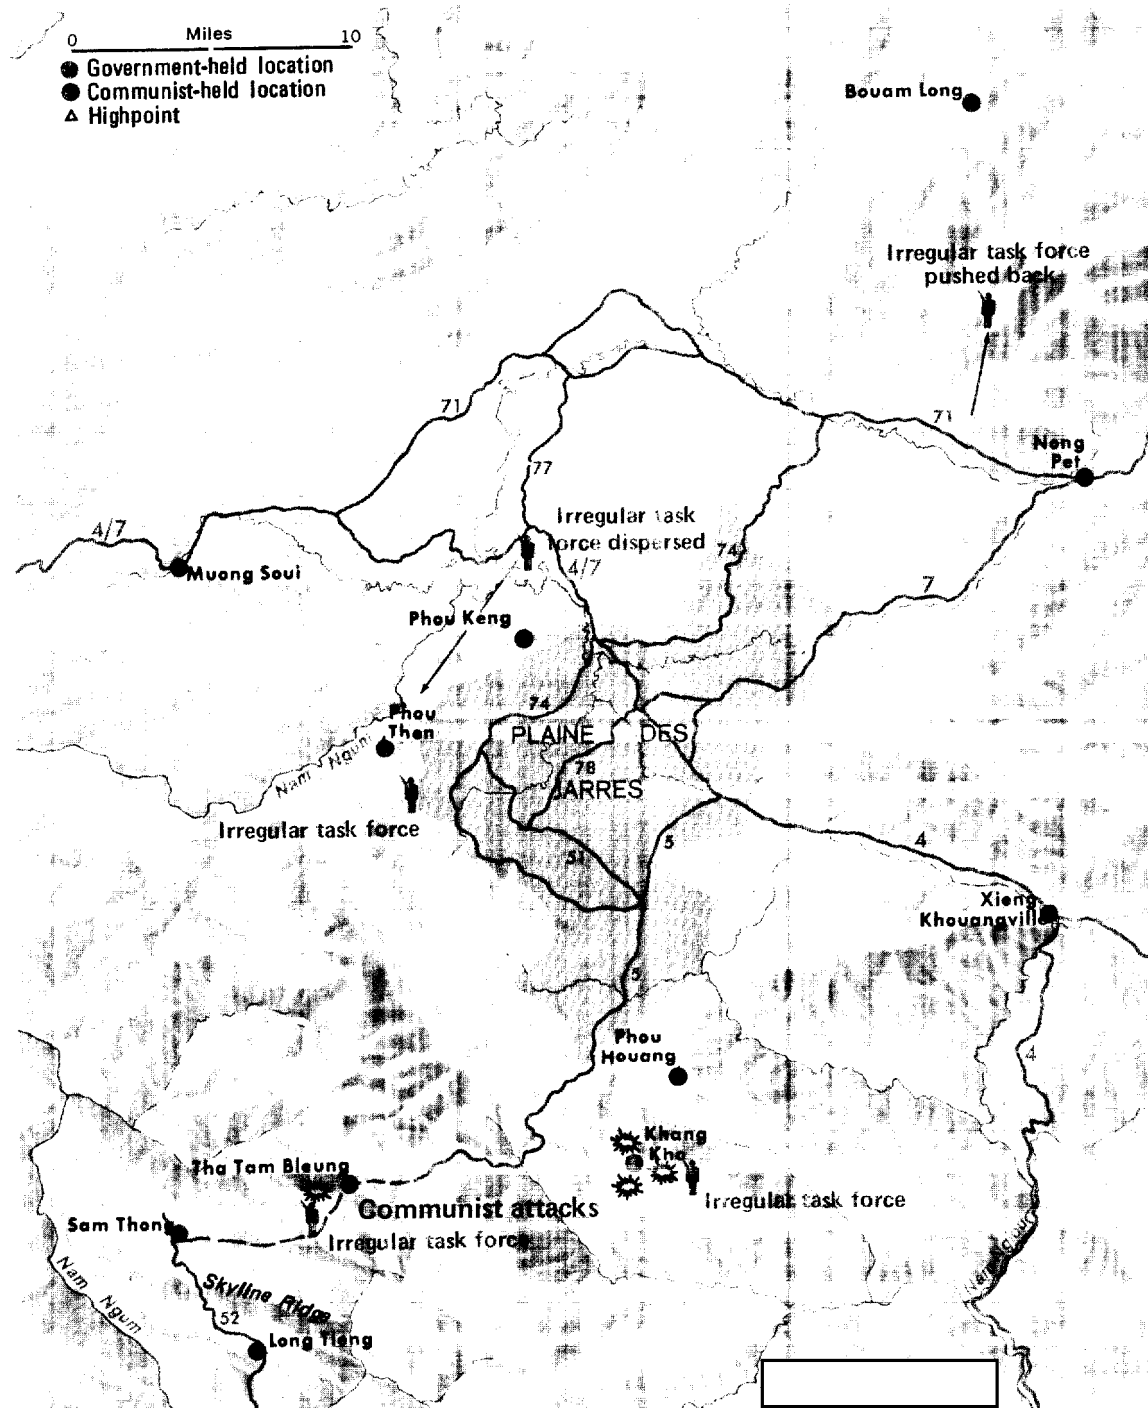 0 Miles 10
Government-held location
Communist-held location
Highpoint
Bouam Long
Irregular task force
pushed back
71
71
Nong
Pet
77
Irregular task
force dispersed
4/7
74
4/7
Muong Soui
7
Phou Keng
74
Phou
Then
PLAINE DES
Nam Ngum
78
JARRES
Irregular task force
5
4
51
Xieng
Khouangville
5
Phou
Houang
4
Khang
Kho
Tha Tam Bleung
Irregular task force
Communist attacks
Sam Thong
Irregular task force
Nam Ngum
Skyline Ridge
52
Long Tieng